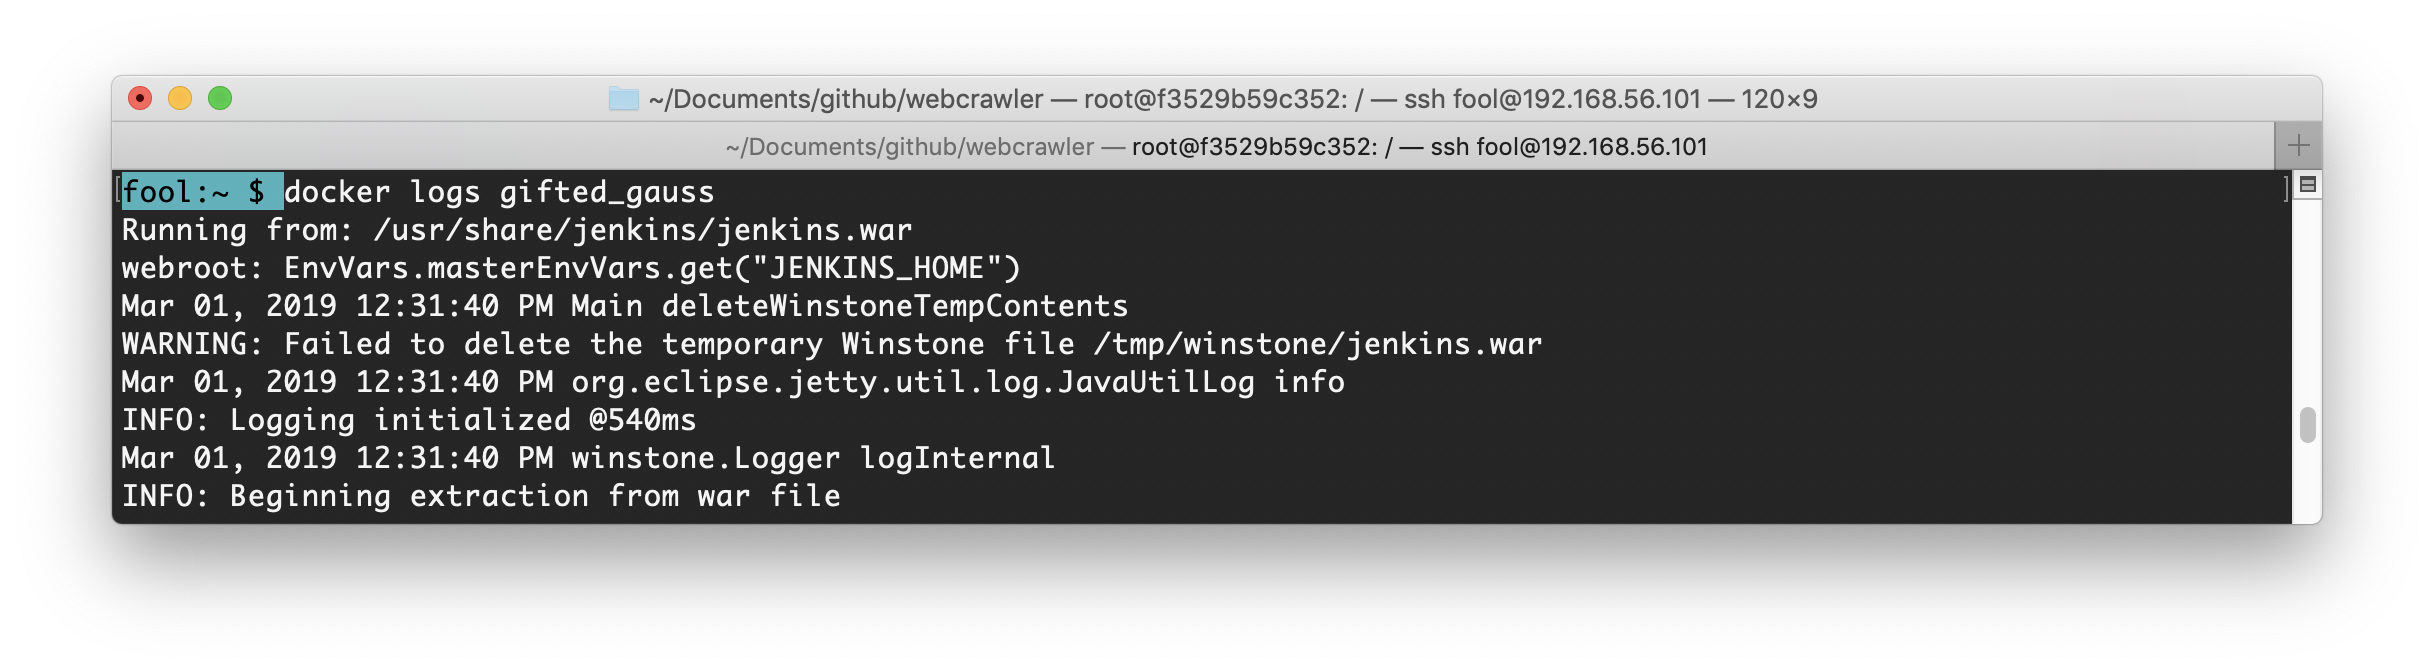 ~/Documents/github/webcrawler — root@f3529b59c352: / — ssh fool@192.168.56.101 — 120×9
~/Documents/github/webcrawler — root@f3529b59c352: / — ssh fool@192.168.56.101
fool:~ $ docker logs gifted_gauss
Running from: /usr/share/jenkins/jenkins.war
webroot: EnvVars.masterEnvVars.get("JENKINS_HOME")
Mar 01, 2019 12:31:40 PM Main deleteWinstoneTempContents
WARNING: Failed to delete the temporary Winstone file /tmp/winstone/jenkins.war
Mar 01, 2019 12:31:40 PM org.eclipse.jetty.util.log.JavaUtilLog info
INFO: Logging initialized @540ms
Mar 01, 2019 12:31:40 PM winstone.Logger logInternal
INFO: Beginning extraction from war file